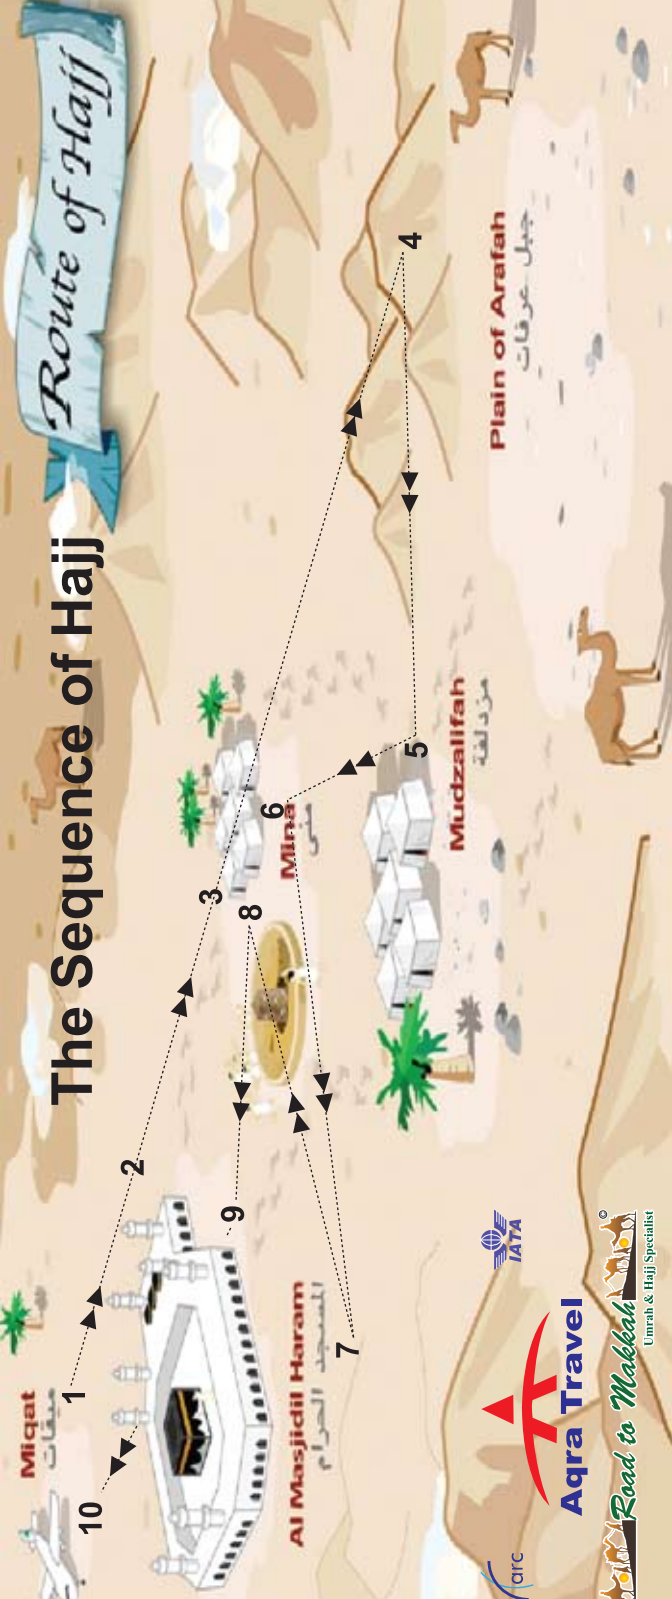 Route of Hajj
The Sequence of Hajj
Miqat
ميقات
1
2
3
4
5
6
7
8
9
10
Mina
منى
Plain of Arafah
جبل عرفات
Mudzalifah
مزدلفة
Al Masjidil Haram
المسجد الحرام
arc
Aqra Travel
IATA
Road to Makkah
©
Umrah & Hajj Specialist